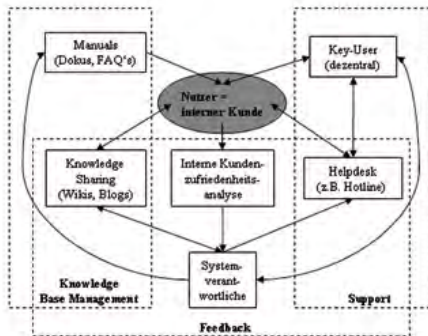 Manuals
(Dokus, FAQ's)
Key-User
(dezentral)
Nutzer =
interner Kunde
Knowledge
Sharing
(Wikis, Blogs)
Interne Kunden-
zufriedenheits-
analyse
Helpdesk
(z.B. Hotline)
System-
verant-
wortliche
Knowledge
Base Management
Support
Feedback